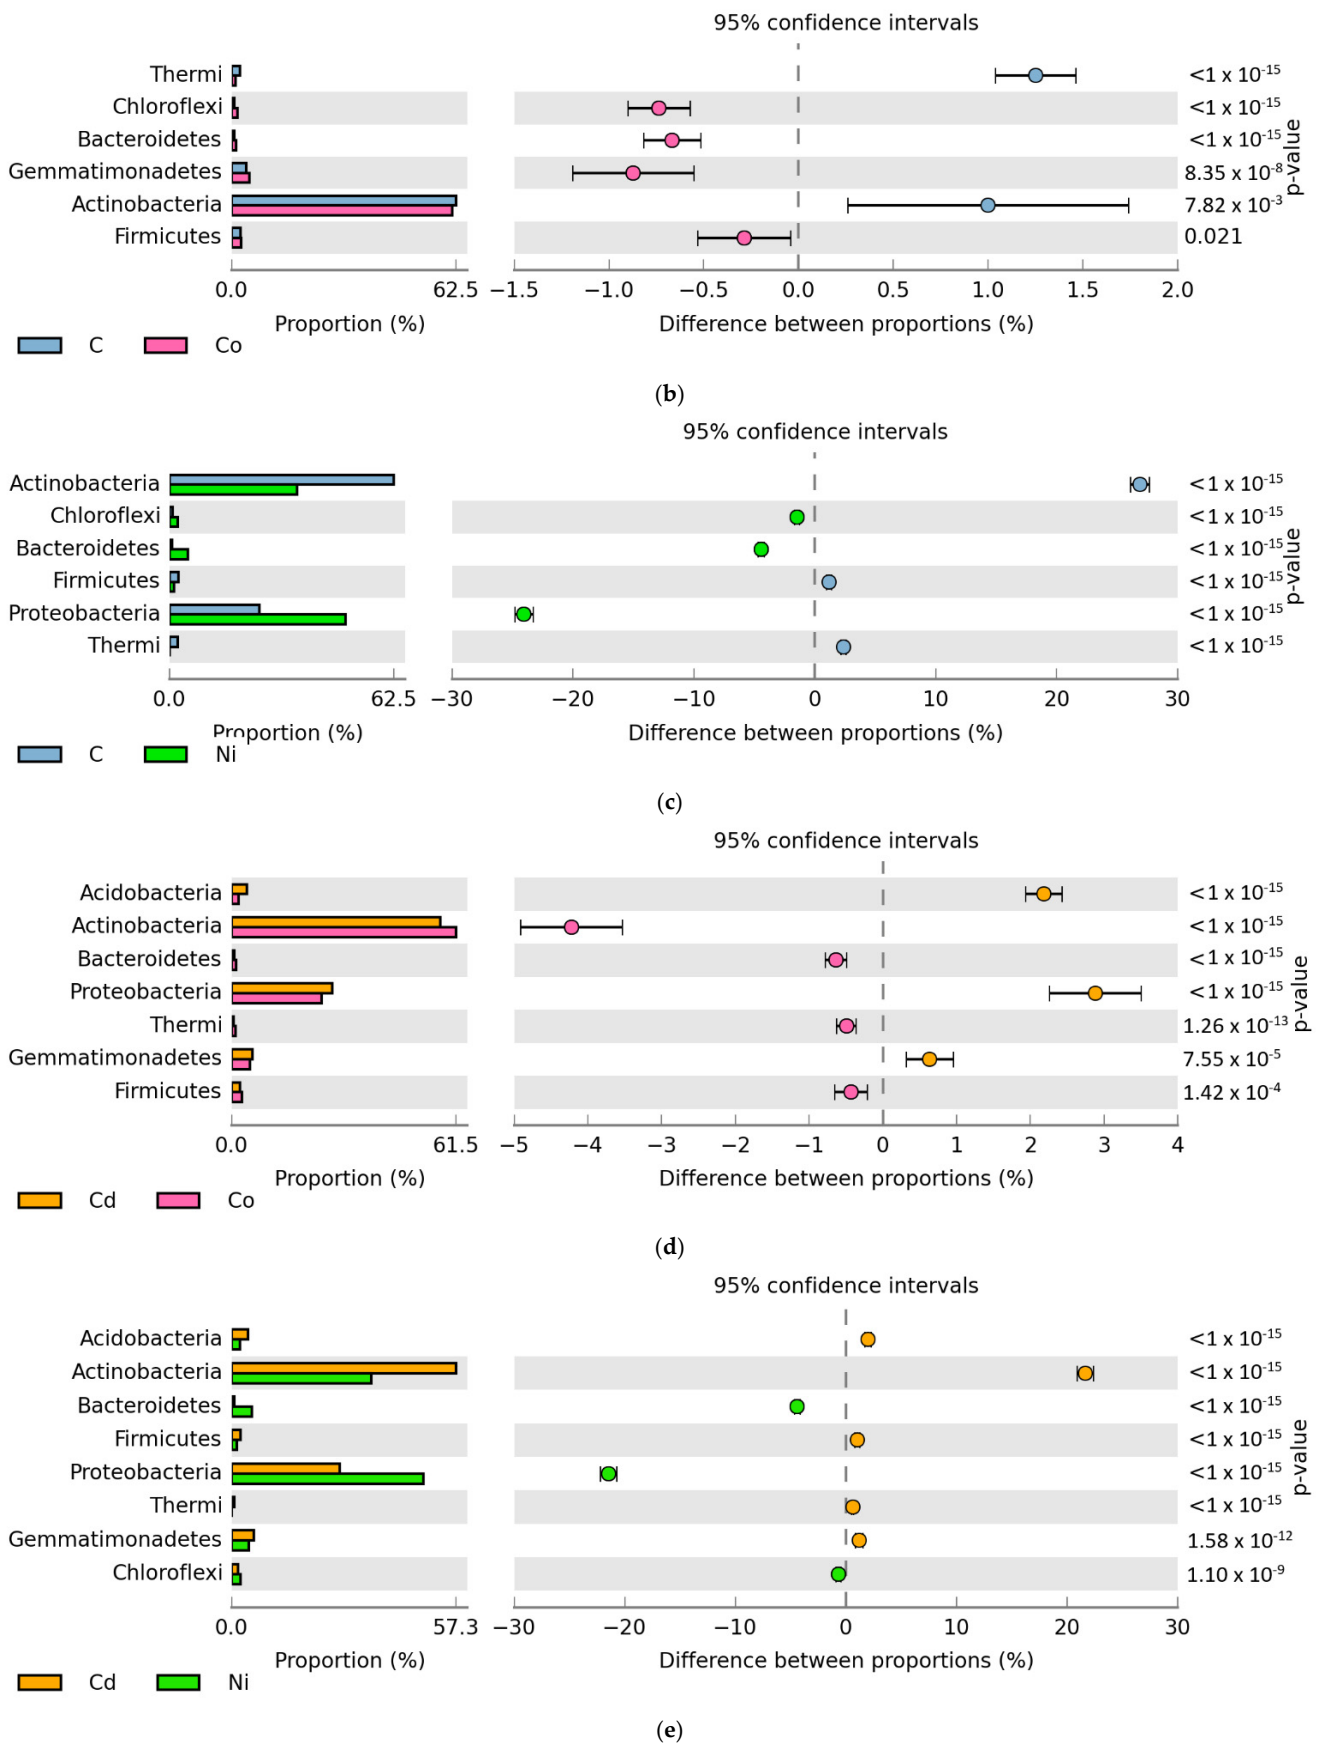 95% confidence intervals
Thermi <1 x 10⁻¹⁵
Chloroflexi <1 x 10⁻¹⁵
Bacteroidetes <1 x 10⁻¹⁵
Gemmatimonadetes 8.35 x 10⁻⁸
Actinobacteria 7.82 x 10⁻³
Firmicutes 0.021
p-value
0.0 62.5 −1.5 −1.0 −0.5 0.0 0.5 1.0 1.5 2.0
Proportion (%) Difference between proportions (%)
C Co
(b)
95% confidence intervals
Actinobacteria <1 x 10⁻¹⁵
Chloroflexi <1 x 10⁻¹⁵
Bacteroidetes <1 x 10⁻¹⁵
Firmicutes <1 x 10⁻¹⁵
Proteobacteria <1 x 10⁻¹⁵
Thermi <1 x 10⁻¹⁵
p-value
0.0 62.5 −30 −20 −10 0 10 20 30
Proportion (%) Difference between proportions (%)
C Ni
(c)
95% confidence intervals
Acidobacteria <1 x 10⁻¹⁵
Actinobacteria <1 x 10⁻¹⁵
Bacteroidetes <1 x 10⁻¹⁵
Proteobacteria <1 x 10⁻¹⁵
Thermi 1.26 x 10⁻¹³
Gemmatimonadetes 7.55 x 10⁻⁵
Firmicutes 1.42 x 10⁻⁴
p-value
0.0 61.5 −5 −4 −3 −2 −1 0 1 2 3 4
Proportion (%) Difference between proportions (%)
Cd Co
(d)
95% confidence intervals
Acidobacteria <1 x 10⁻¹⁵
Actinobacteria <1 x 10⁻¹⁵
Bacteroidetes <1 x 10⁻¹⁵
Firmicutes <1 x 10⁻¹⁵
Proteobacteria <1 x 10⁻¹⁵
Thermi <1 x 10⁻¹⁵
Gemmatimonadetes 1.58 x 10⁻¹²
Chloroflexi 1.10 x 10⁻⁹
p-value
0.0 57.3 −30 −20 −10 0 10 20 30
Proportion (%) Difference between proportions (%)
Cd Ni
(e)